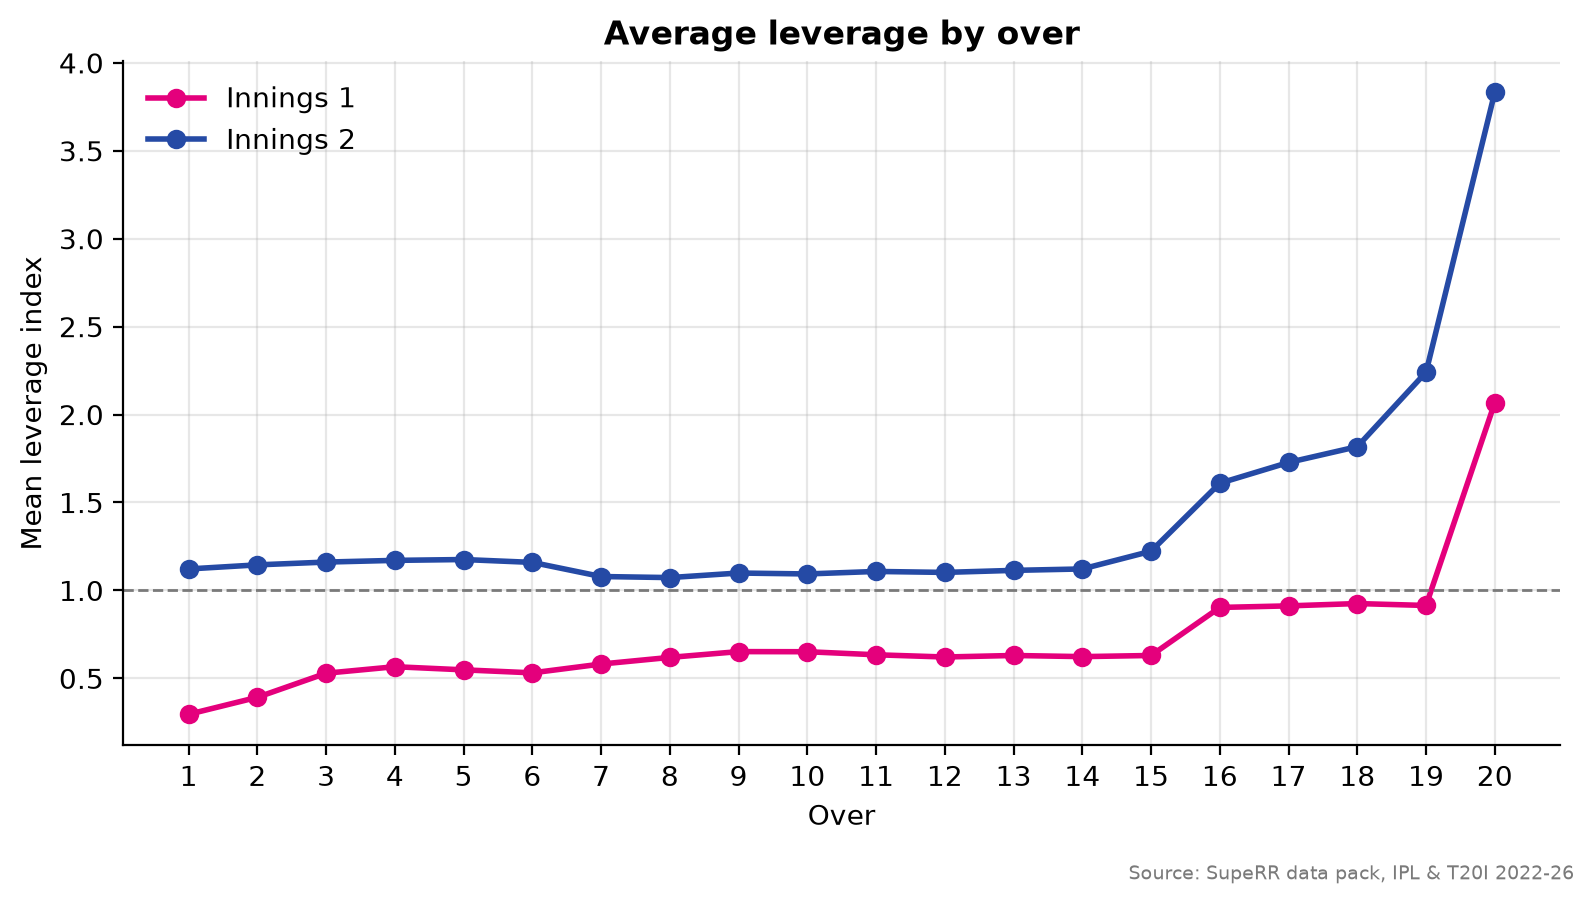 Average leverage by over
Innings 1
Innings 2
Mean leverage index
4.0
3.5
3.0
2.5
2.0
1.5
1.0
0.5
1 2 3 4 5 6 7 8 9 10 11 12 13 14 15 16 17 18 19 20
Over
Source: SupeRR data pack, IPL & T20I 2022-26